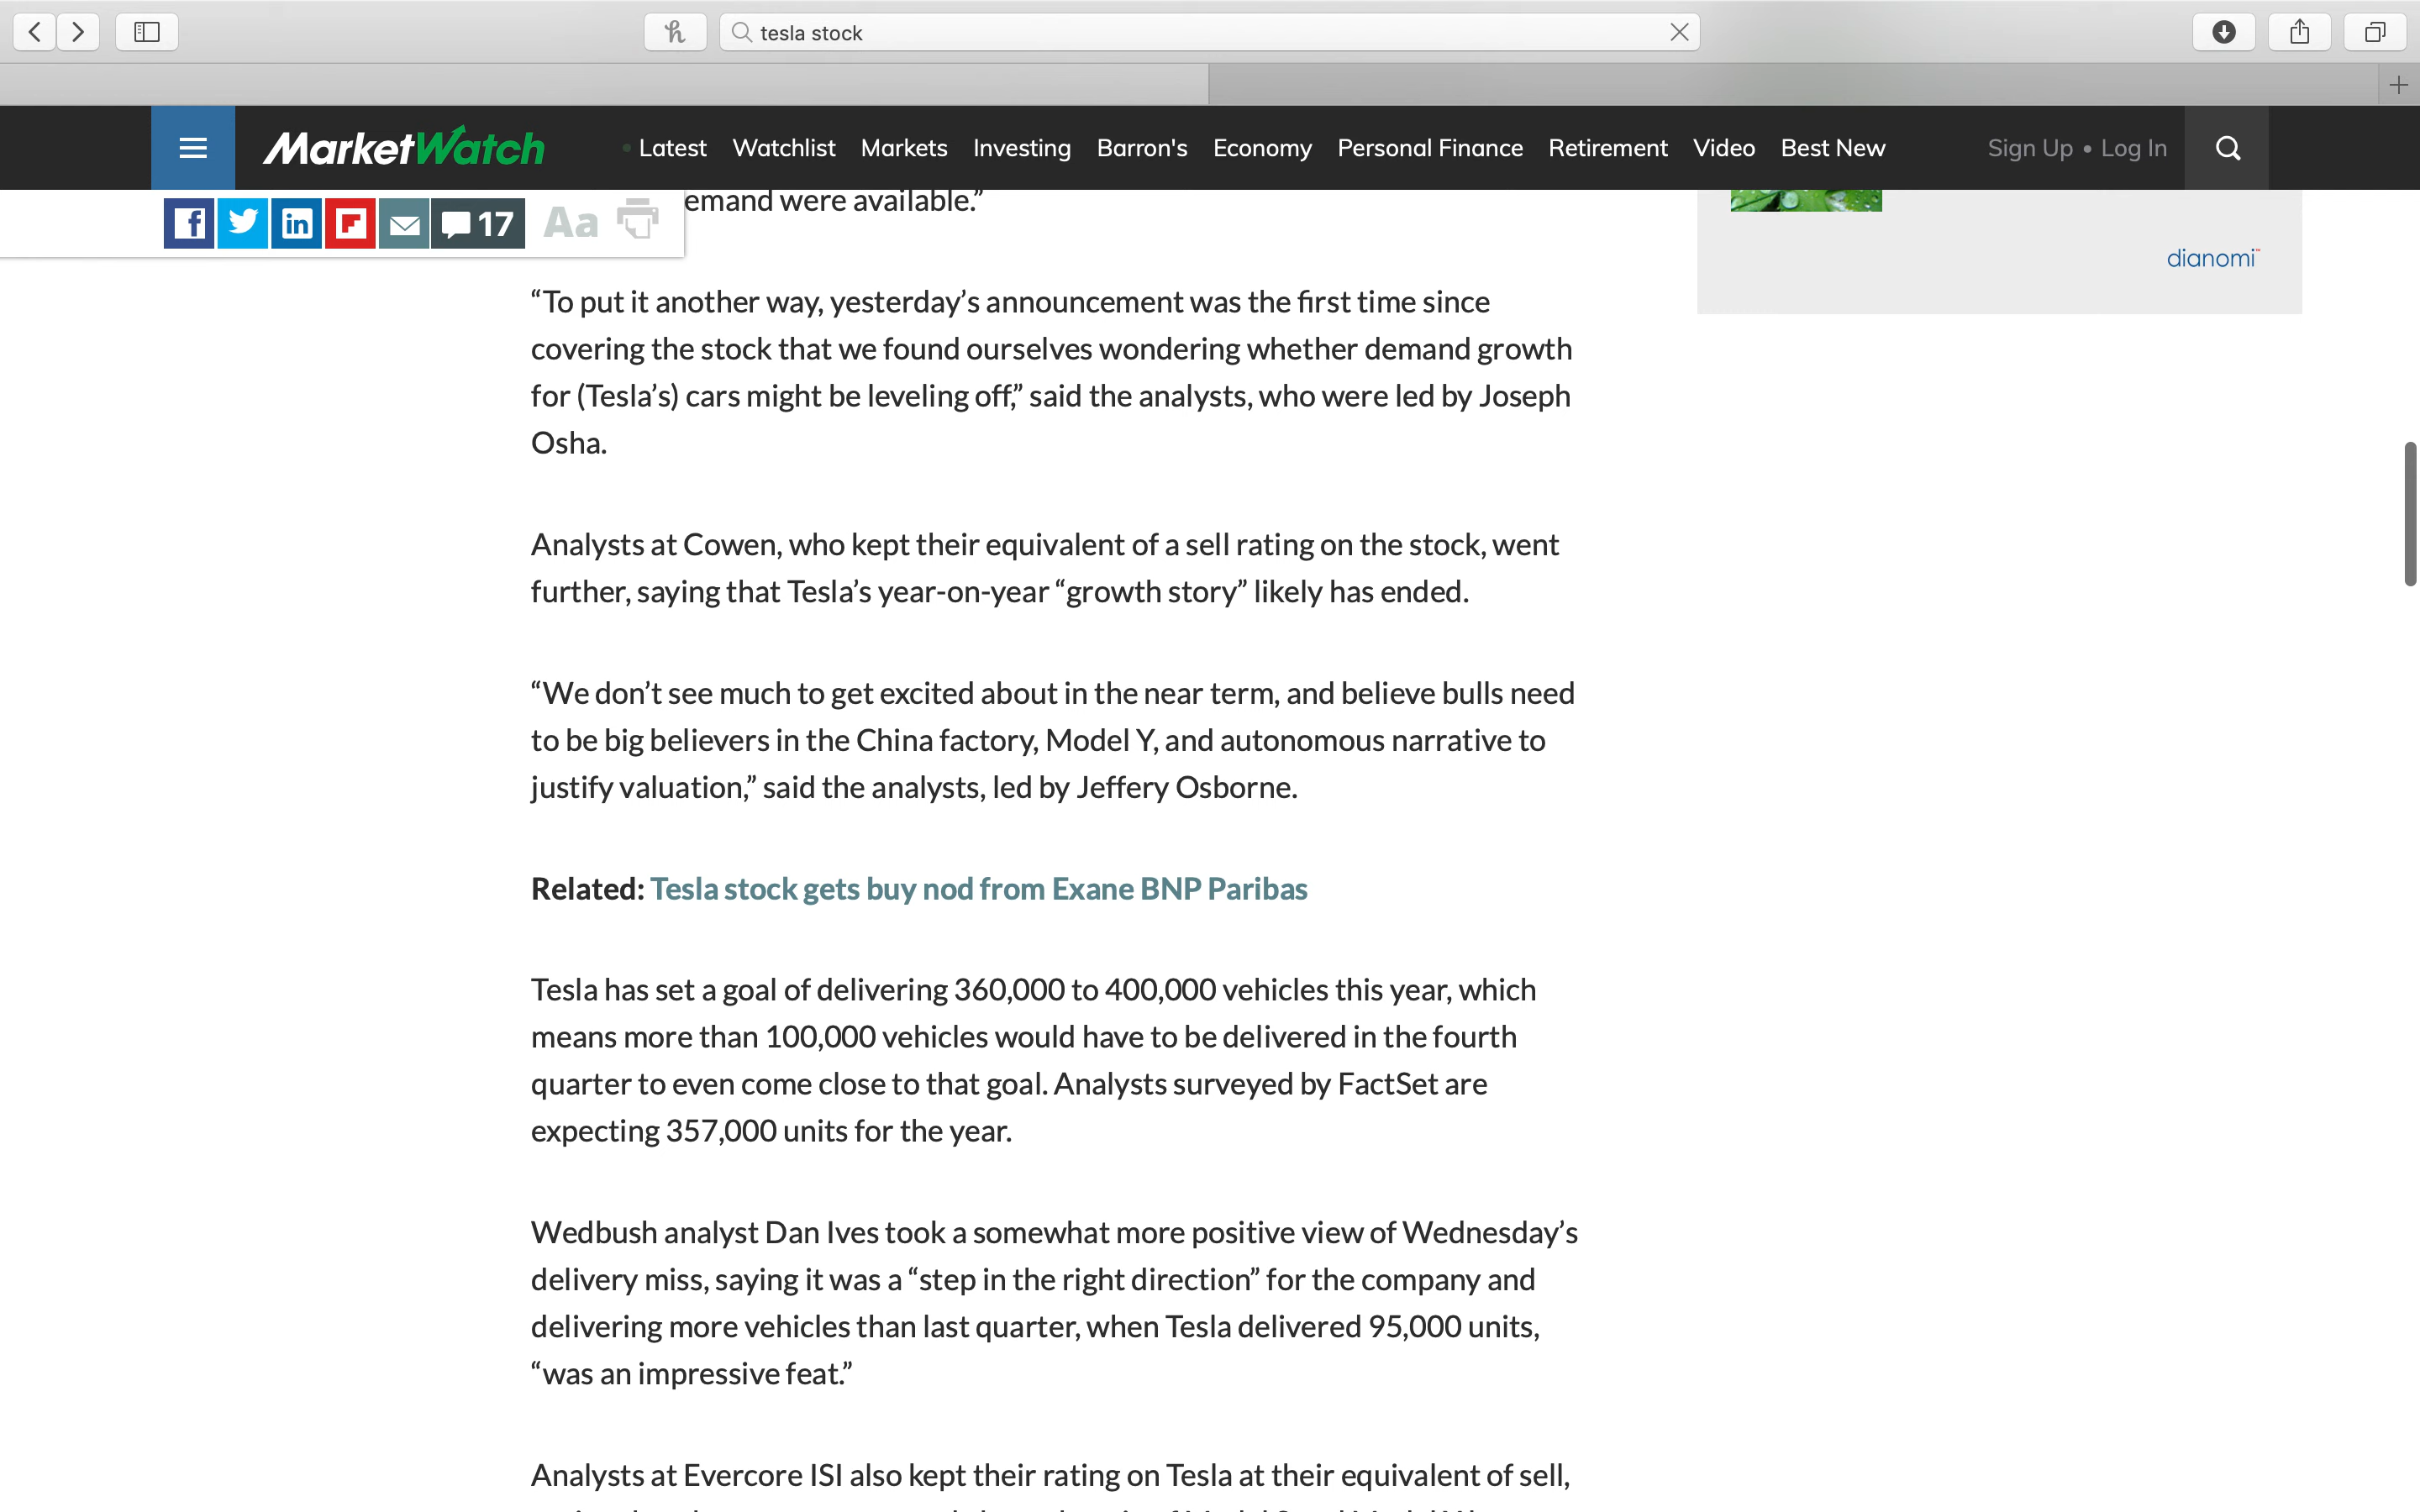 tesla stock
MarketWatch
Latest Watchlist Markets Investing Barron's Economy Personal Finance Retirement Video Best New Sign Up • Log In
17 Aa
emand were available.”
dianomi
“To put it another way, yesterday’s announcement was the first time since
covering the stock that we found ourselves wondering whether demand growth
for (Tesla’s) cars might be leveling off,” said the analysts, who were led by Joseph
Osha.
Analysts at Cowen, who kept their equivalent of a sell rating on the stock, went
further, saying that Tesla’s year-on-year “growth story” likely has ended.
“We don’t see much to get excited about in the near term, and believe bulls need
to be big believers in the China factory, Model Y, and autonomous narrative to
justify valuation,” said the analysts, led by Jeffery Osborne.
Related: Tesla stock gets buy nod from Exane BNP Paribas
Tesla has set a goal of delivering 360,000 to 400,000 vehicles this year, which
means more than 100,000 vehicles would have to be delivered in the fourth
quarter to even come close to that goal. Analysts surveyed by FactSet are
expecting 357,000 units for the year.
Wedbush analyst Dan Ives took a somewhat more positive view of Wednesday’s
delivery miss, saying it was a “step in the right direction” for the company and
delivering more vehicles than last quarter, when Tesla delivered 95,000 units,
“was an impressive feat.”
Analysts at Evercore ISI also kept their rating on Tesla at their equivalent of sell,